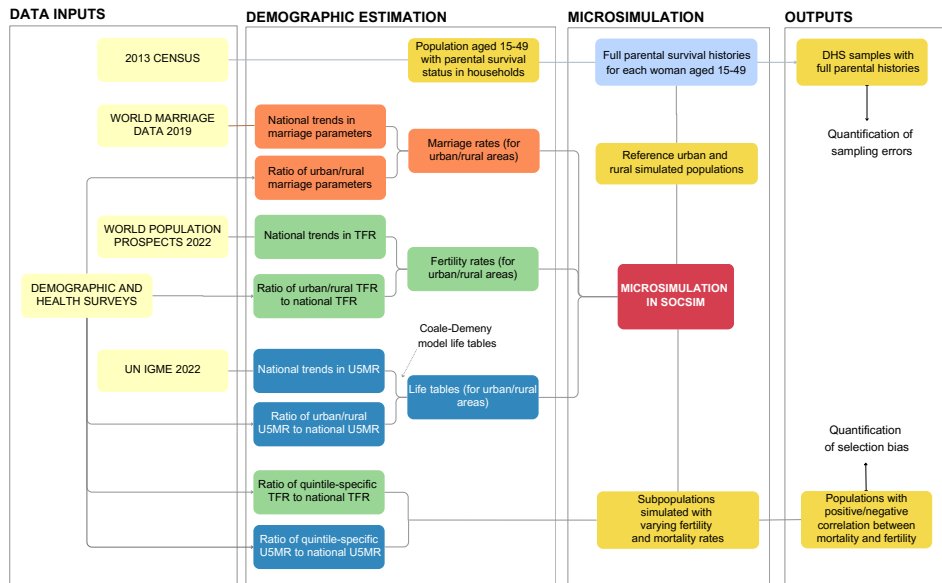 DATA INPUTS
DEMOGRAPHIC ESTIMATION
MICROSIMULATION
OUTPUTS
2013 CENSUS
Population aged 15-49
with parental survival
status in households
Full parental survival histories
for each woman aged 15-49
DHS samples with
full parental histories
WORLD MARRIAGE
DATA 2019
National trends in
marriage parameters
Marriage rates (for
urban/rural areas)
Ratio of urban/rural
marriage parameters
Reference urban and
rural simulated populations
Quantification of
sampling errors
WORLD POPULATION
PROSPECTS 2022
National trends in TFR
Fertility rates (for
urban/rural areas)
DEMOGRAPHIC AND
HEALTH SURVEYS
Ratio of urban/rural TFR
to national TFR
MICROSIMULATION
IN SOCSIM
Coale-Demeny
model life tables
UN IGME 2022
National trends in U5MR
Life tables (for urban/rural
areas)
Ratio of urban/rural
U5MR to national U5MR
Quantification
of selection bias
Ratio of quintile-specific
TFR to national TFR
Ratio of quintile-specific
U5MR to national U5MR
Subpopulations
simulated with
varying fertility
and mortality rates
Populations with
positive/negative
correlation between
mortality and fertility